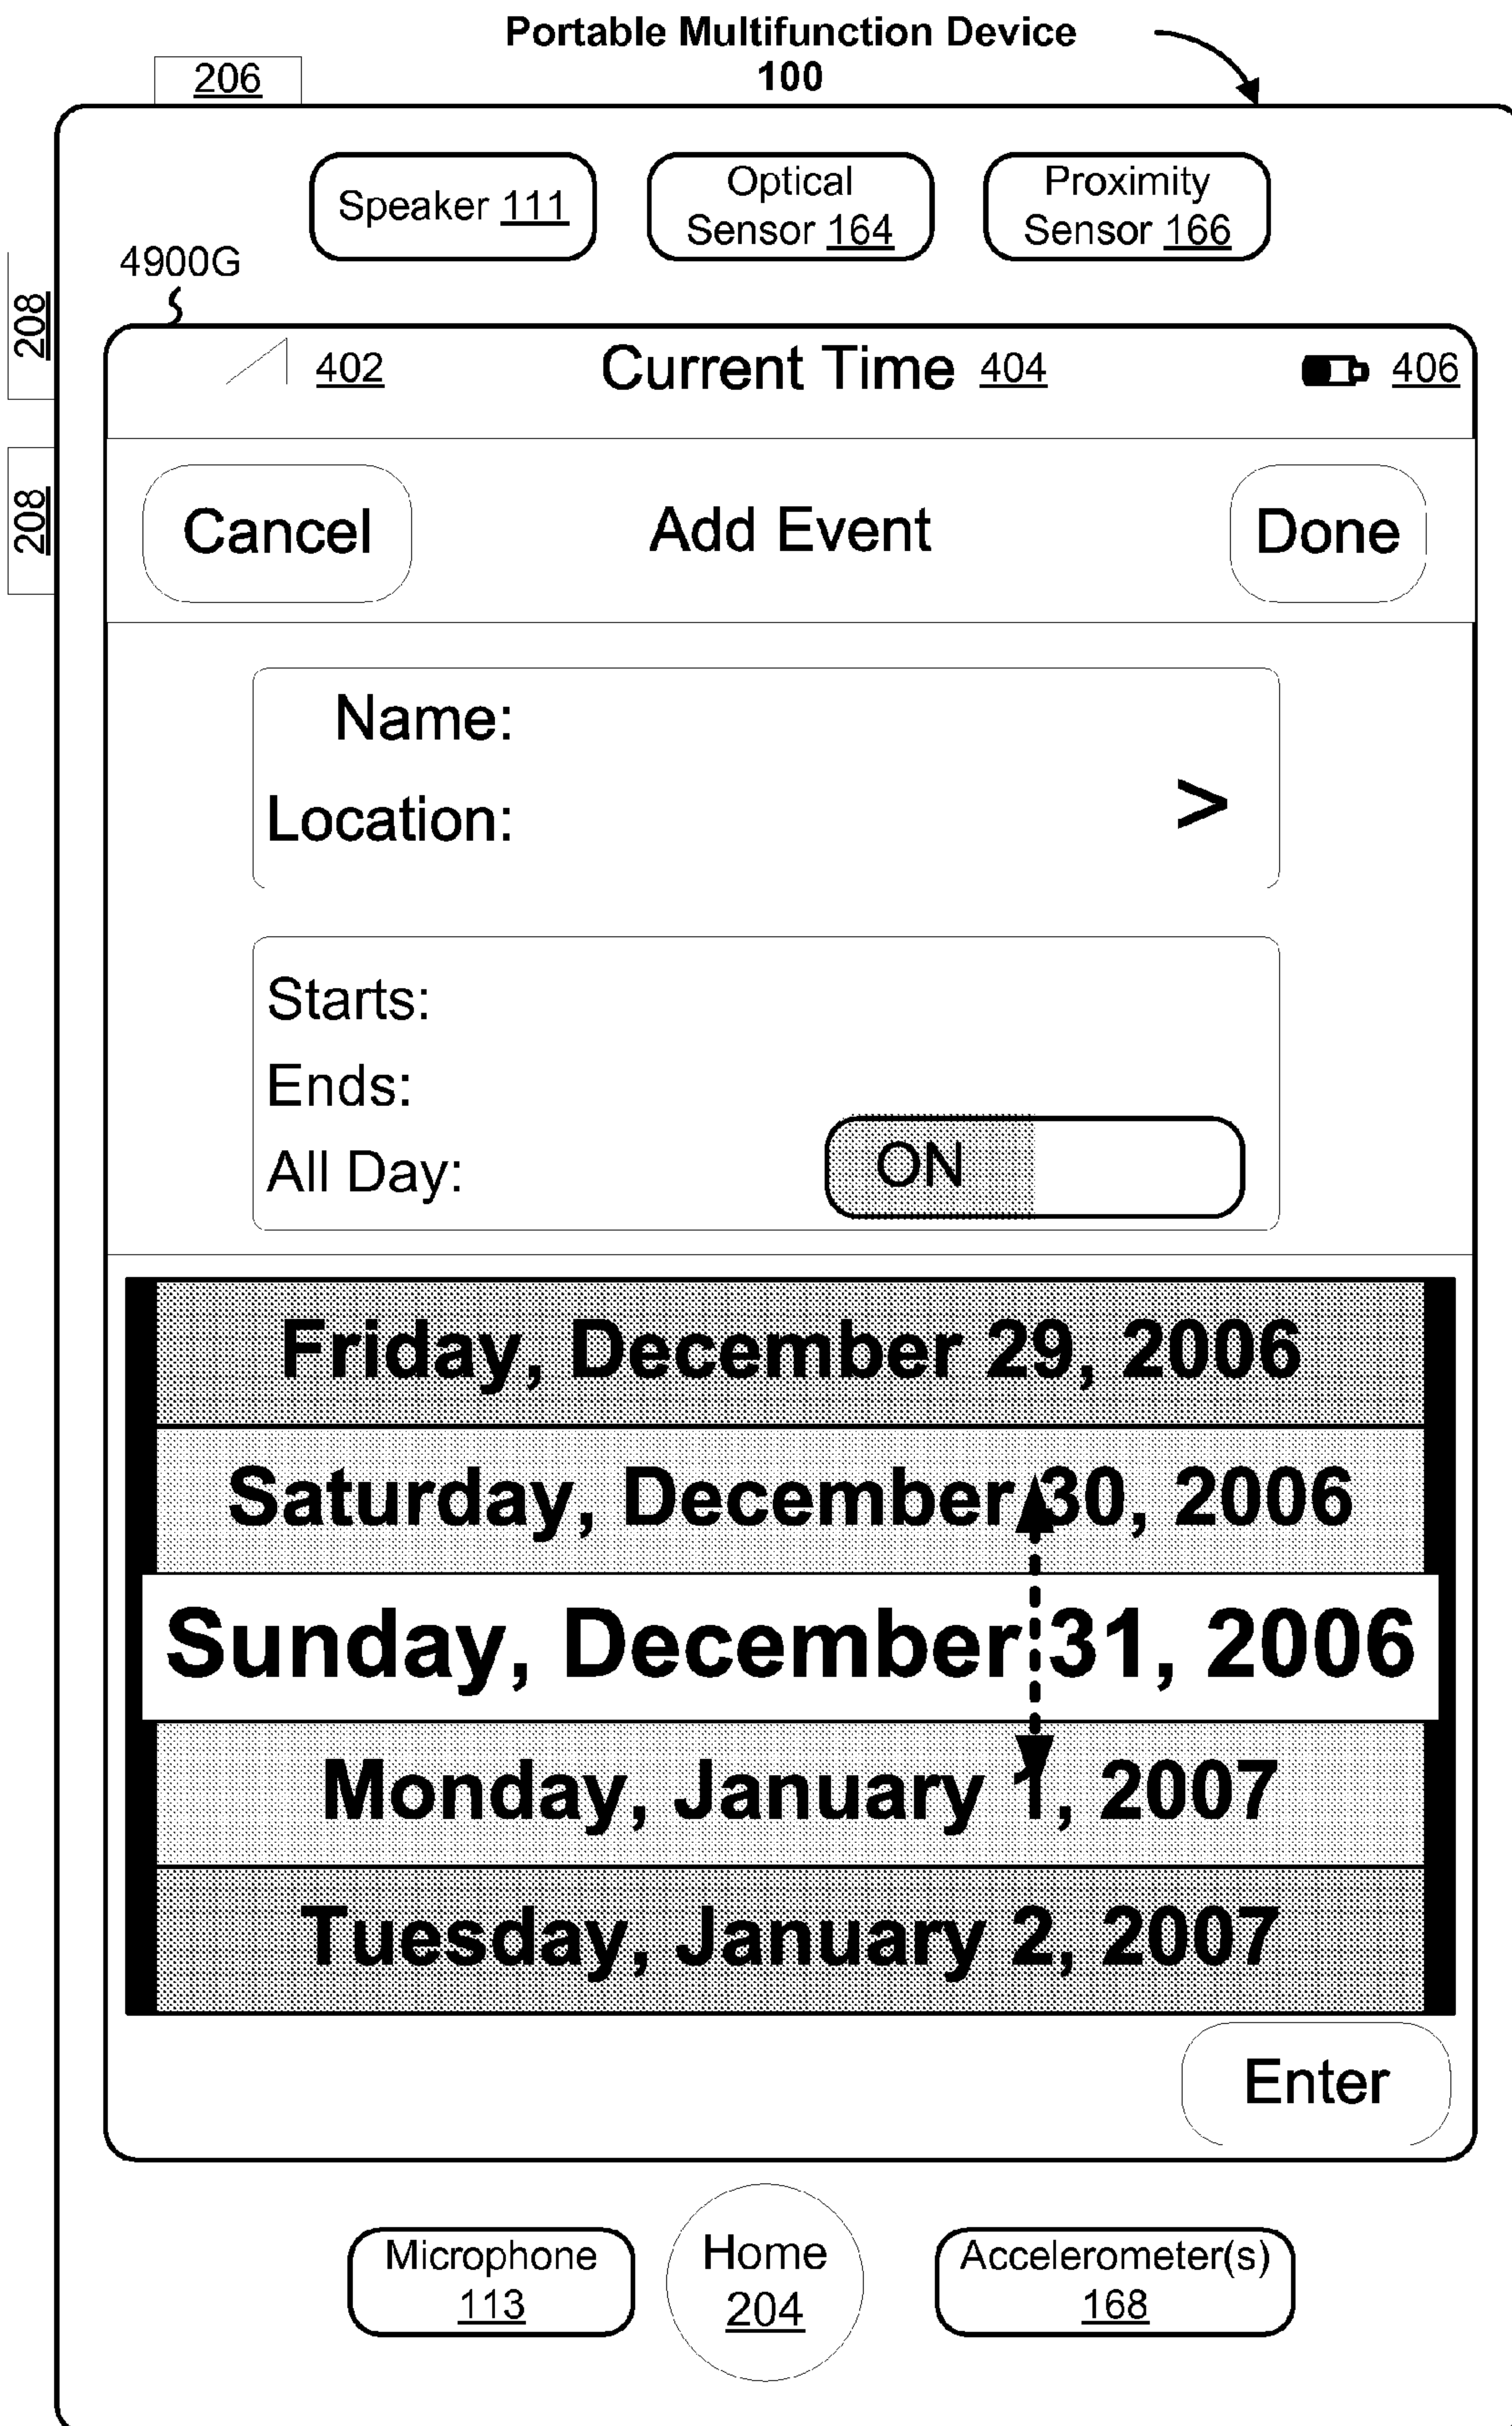 Portable Multifunction Device
100
206
Speaker 111
Optical
Sensor 164
Proximity
Sensor 166
4900G
208
208
402
Current Time 404
406
Cancel
Add Event
Done
Name:
Location:
>
Starts:
Ends:
All Day:
ON
Friday, December 29, 2006
Saturday, December 30, 2006
Sunday, December 31, 2006
Monday, January 1, 2007
Tuesday, January 2, 2007
Enter
Microphone
113
Home
204
Accelerometer(s)
168